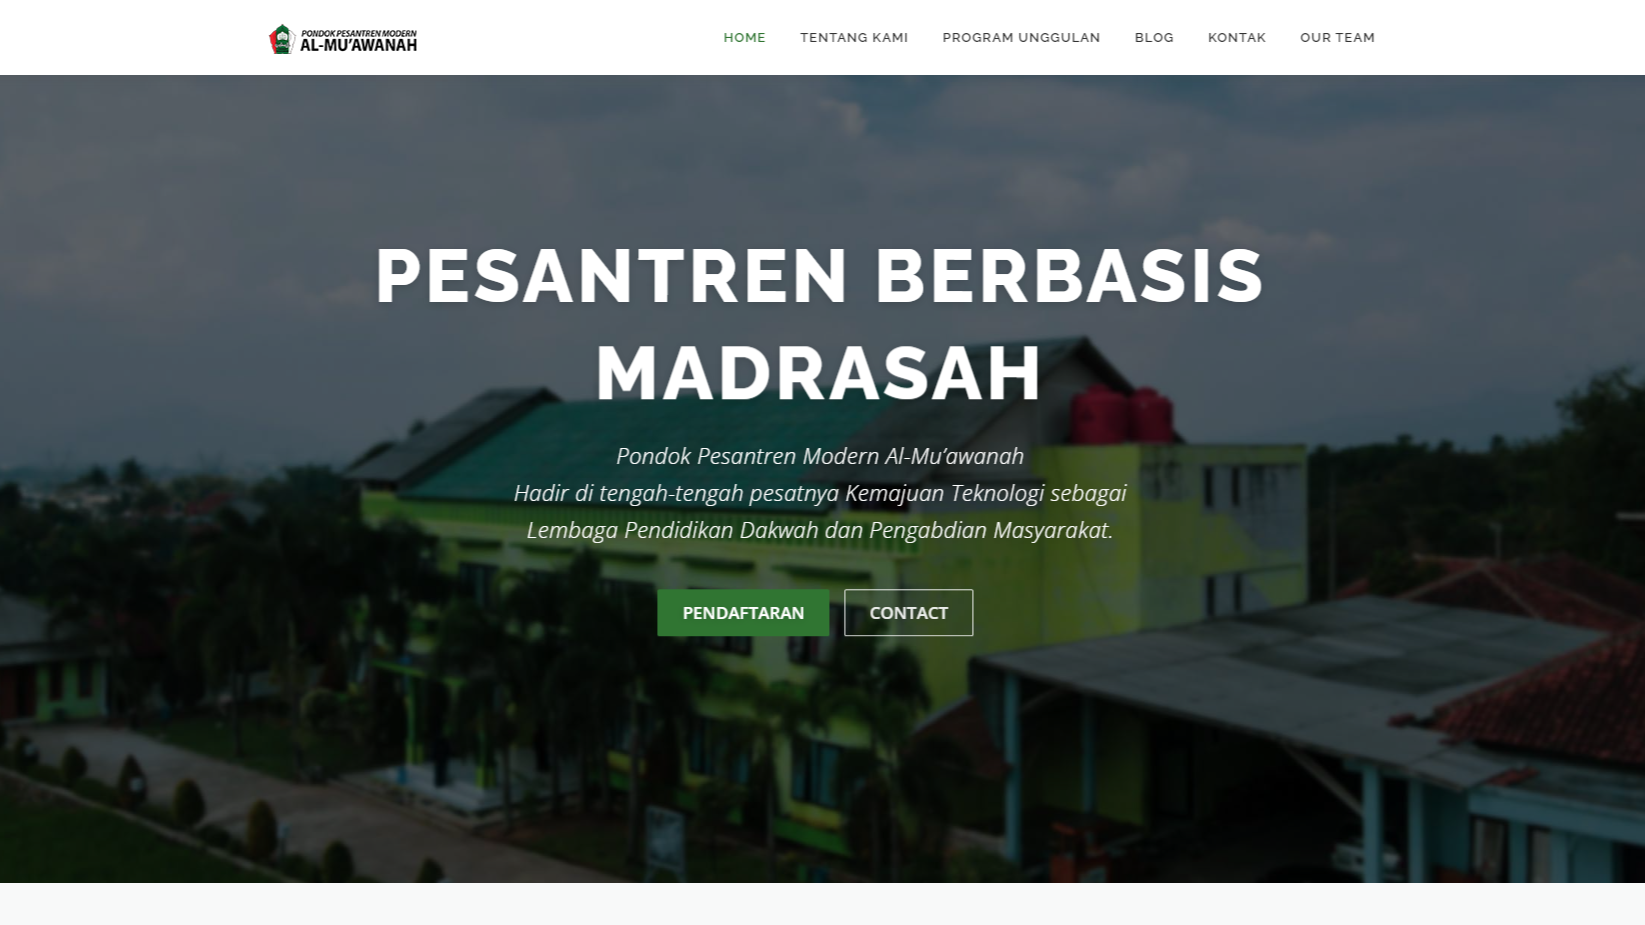 PONDOK PESANTREN MODERN
AL-MU'AWANAH
HOME TENTANG KAMI PROGRAM UNGGULAN BLOG KONTAK OUR TEAM
PESANTREN BERBASIS
MADRASAH
Pondok Pesantren Modern Al-Mu’awanah
Hadir di tengah-tengah pesatnya Kemajuan Teknologi sebagai
Lembaga Pendidikan Dakwah dan Pengabdian Masyarakat.
PENDAFTARAN CONTACT